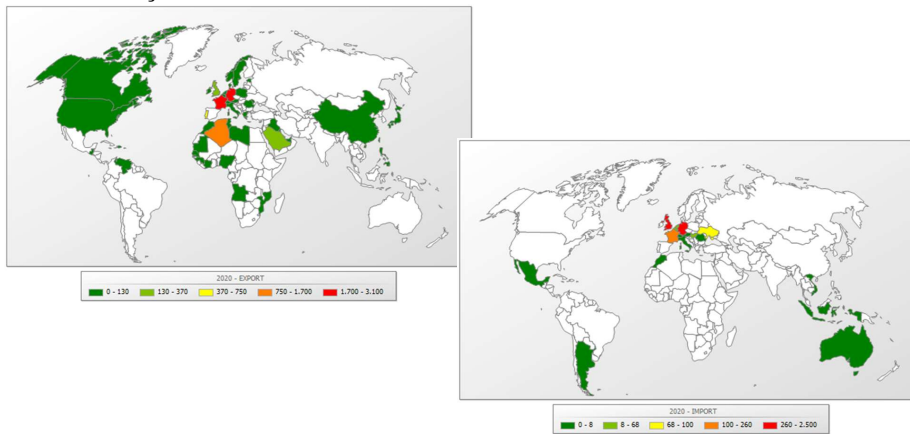 2020 - EXPORT
0 - 130 130 - 370 370 - 750 750 - 1.700 1.700 - 3.100
2020 - IMPORT
0 - 8 8 - 68 68 - 100 100 - 260 260 - 2.500